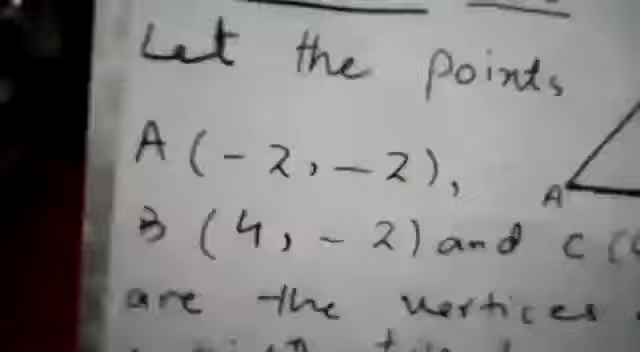 Let the points
A(-2,-2),
A
B (4,-2) and C(
are the vertices